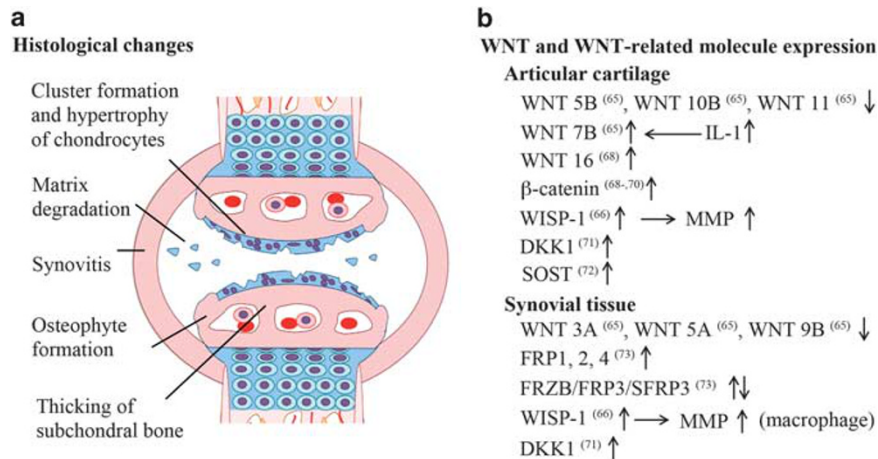 a
Histological changes
Cluster formation
and hypertrophy
of chondrocytes
Matrix
degradation
Synovitis
Osteophyte
formation
Thicking of
subchondral bone
b
WNT and WNT-related molecule expression
Articular cartilage
WNT 5B (65), WNT 10B (65), WNT 11 (65) ↓
WNT 7B (65) ↑ ← IL-1 ↑
WNT 16 (68) ↑
β-catenin (68-.70) ↑
WISP-1 (66) ↑ → MMP ↑
DKK1 (71) ↑
SOST (72) ↑
Synovial tissue
WNT 3A (65), WNT 5A (65), WNT 9B (65) ↓
FRP1, 2, 4 (73) ↑
FRZB/FRP3/SFRP3 (73) ↑↓
WISP-1 (66) ↑ → MMP ↑ (macrophage)
DKK1 (71) ↑